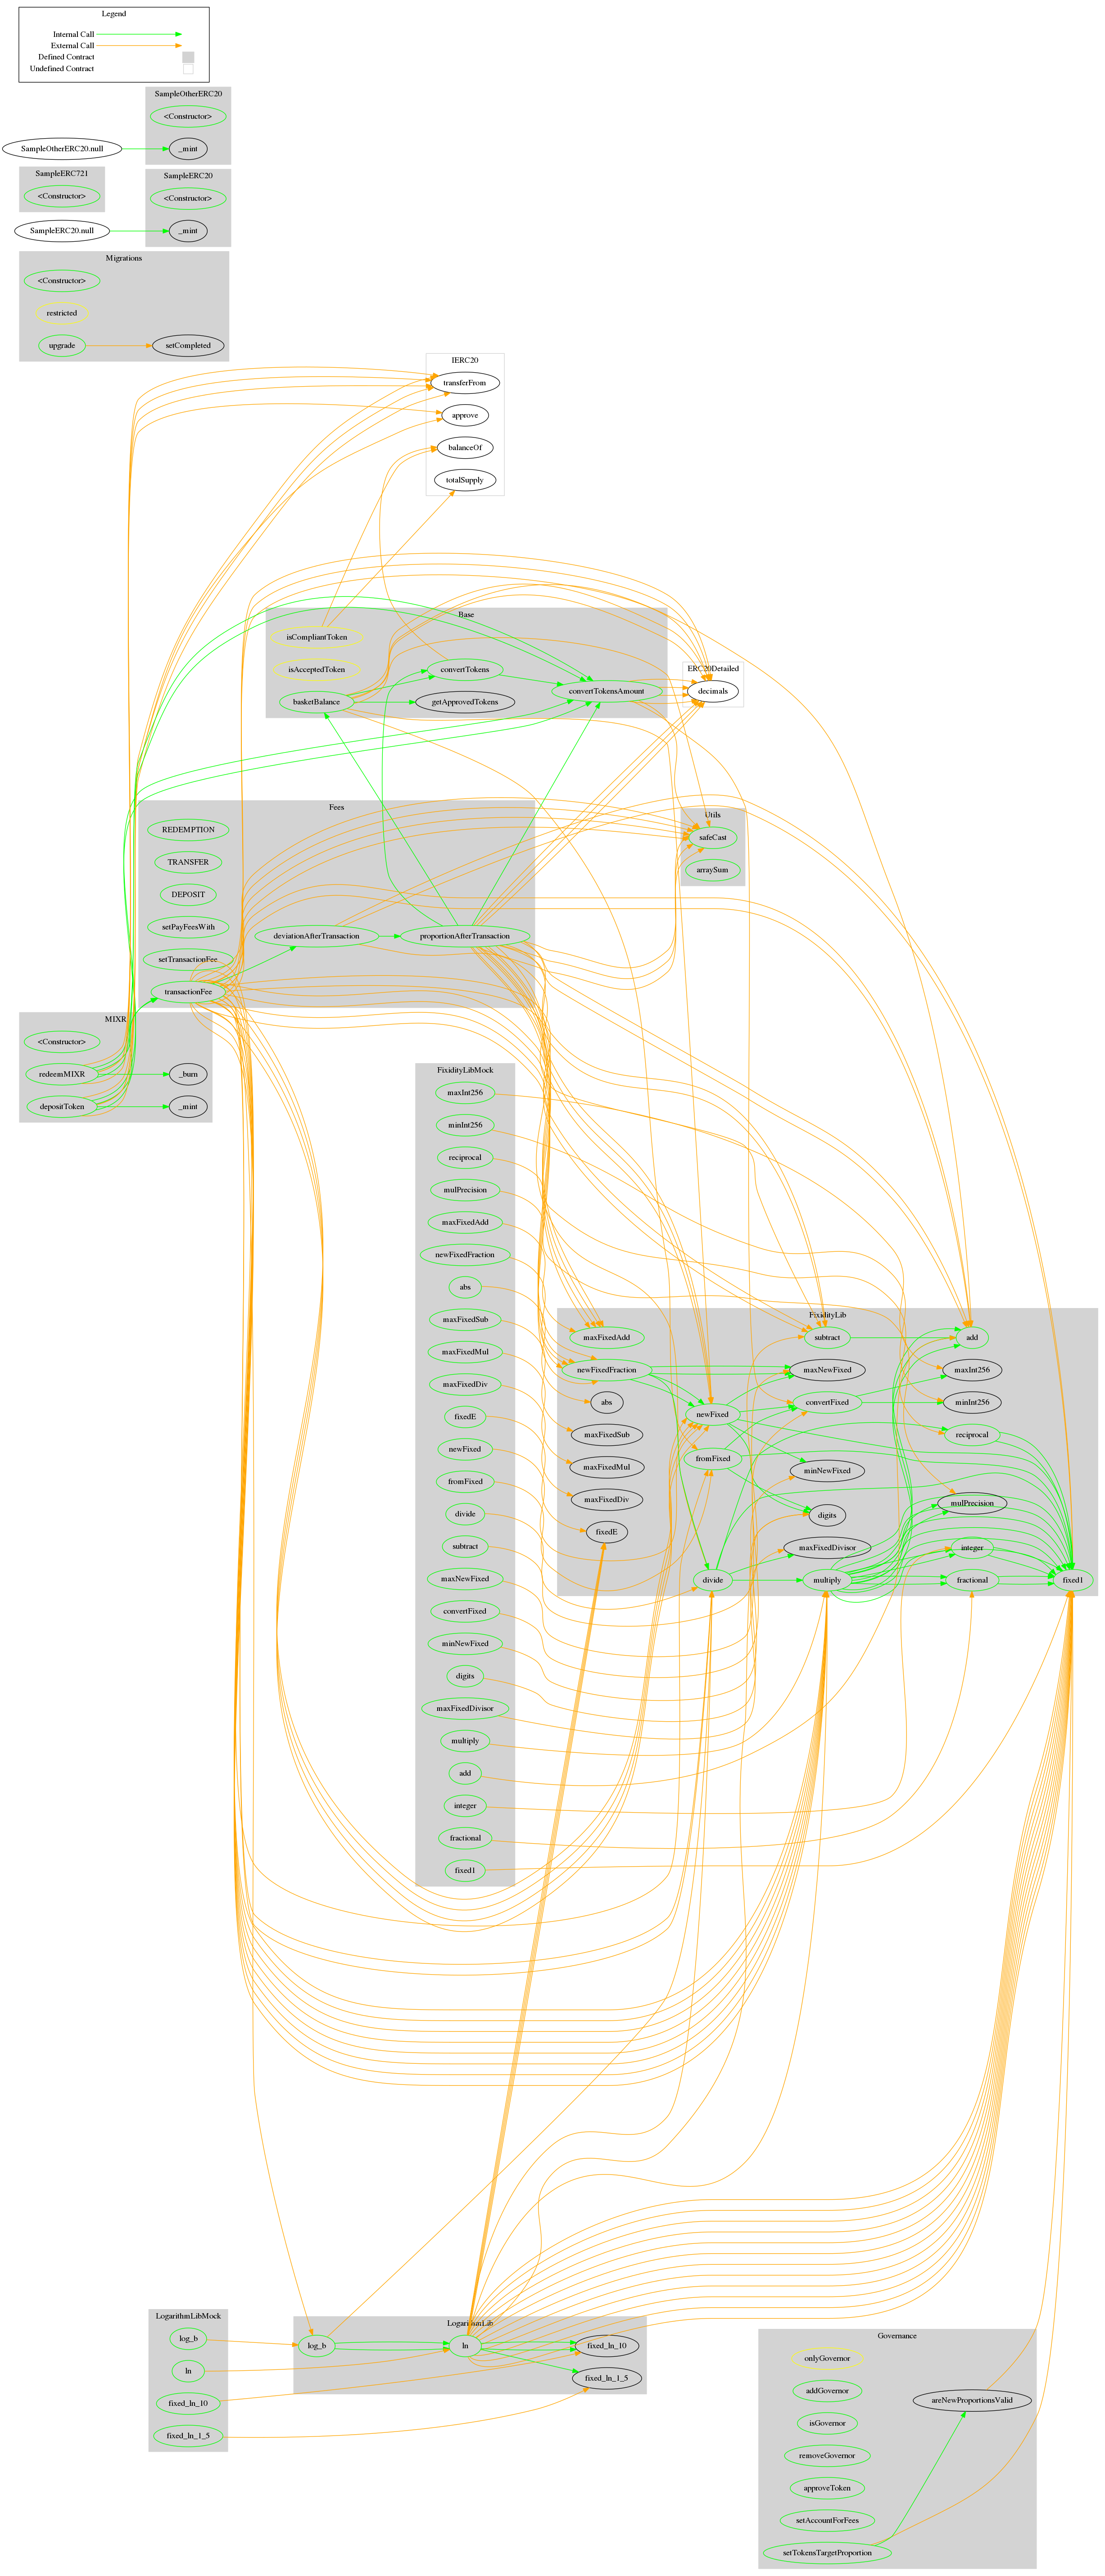 Legend
Internal Call
External Call
Defined Contract
Undefined Contract
SampleOtherERC20
<Constructor>
SampleOtherERC20.null
_mint
SampleERC721
<Constructor>
SampleERC20
<Constructor>
SampleERC20.null
_mint
Migrations
<Constructor>
restricted
upgrade
setCompleted
IERC20
transferFrom
approve
balanceOf
totalSupply
Base
isCompliantToken
isAcceptedToken
basketBalance
convertTokens
getApprovedTokens
convertTokensAmount
ERC20Detailed
decimals
Fees
REDEMPTION
TRANSFER
DEPOSIT
setPayFeesWith
setTransactionFee
transactionFee
deviationAfterTransaction
proportionAfterTransaction
Utils
safeCast
arraySum
MIXR
<Constructor>
redeemMIXR
depositToken
_burn
_mint
FixidityLibMock
maxInt256
minInt256
reciprocal
mulPrecision
maxFixedAdd
newFixedFraction
abs
maxFixedSub
maxFixedMul
maxFixedDiv
fixedE
newFixed
fromFixed
divide
subtract
maxNewFixed
convertFixed
minNewFixed
digits
maxFixedDivisor
multiply
add
integer
fractional
fixed1
FixidityLib
maxFixedAdd
newFixedFraction
abs
maxFixedSub
maxFixedMul
maxFixedDiv
fixedE
newFixed
fromFixed
divide
subtract
maxNewFixed
convertFixed
minNewFixed
digits
maxFixedDivisor
multiply
add
maxInt256
minInt256
reciprocal
mulPrecision
integer
fractional
fixed1
LogarithmLibMock
log_b
ln
fixed_ln_10
fixed_ln_1_5
LogarithmLib
log_b
ln
fixed_ln_10
fixed_ln_1_5
Governance
onlyGovernor
addGovernor
isGovernor
removeGovernor
approveToken
setAccountForFees
setTokensTargetProportion
areNewProportionsValid